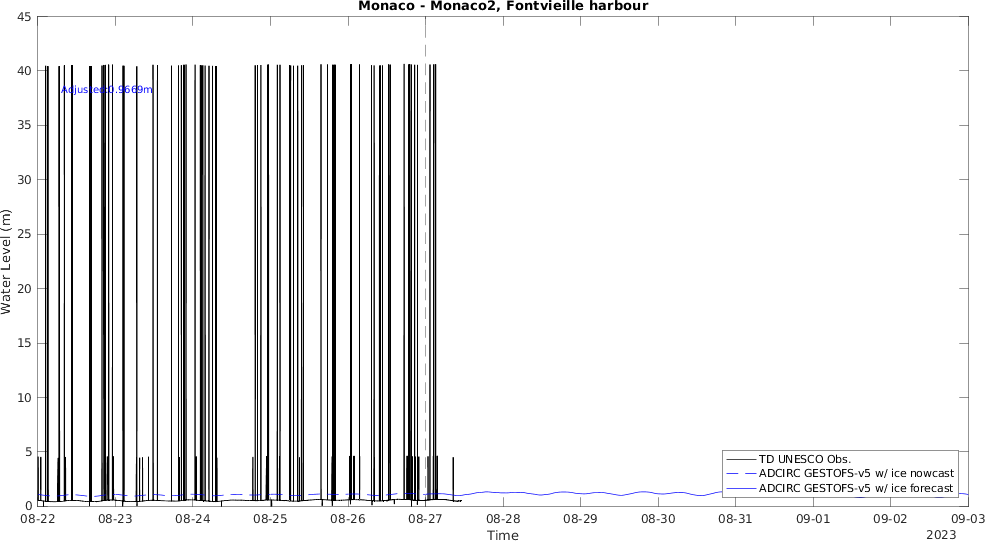 Monaco - Monaco2, Fontvieille harbour
45
40
35
30
25
20
15
10
5
0
Water Level (m)
Adjusted:0.9669m
TD UNESCO Obs.
ADCIRC GESTOFS-v5 w/ ice nowcast
ADCIRC GESTOFS-v5 w/ ice forecast
08-22 08-23 08-24 08-25 08-26 08-27 08-28 08-29 08-30 08-31 09-01 09-02 09-03
Time
2023